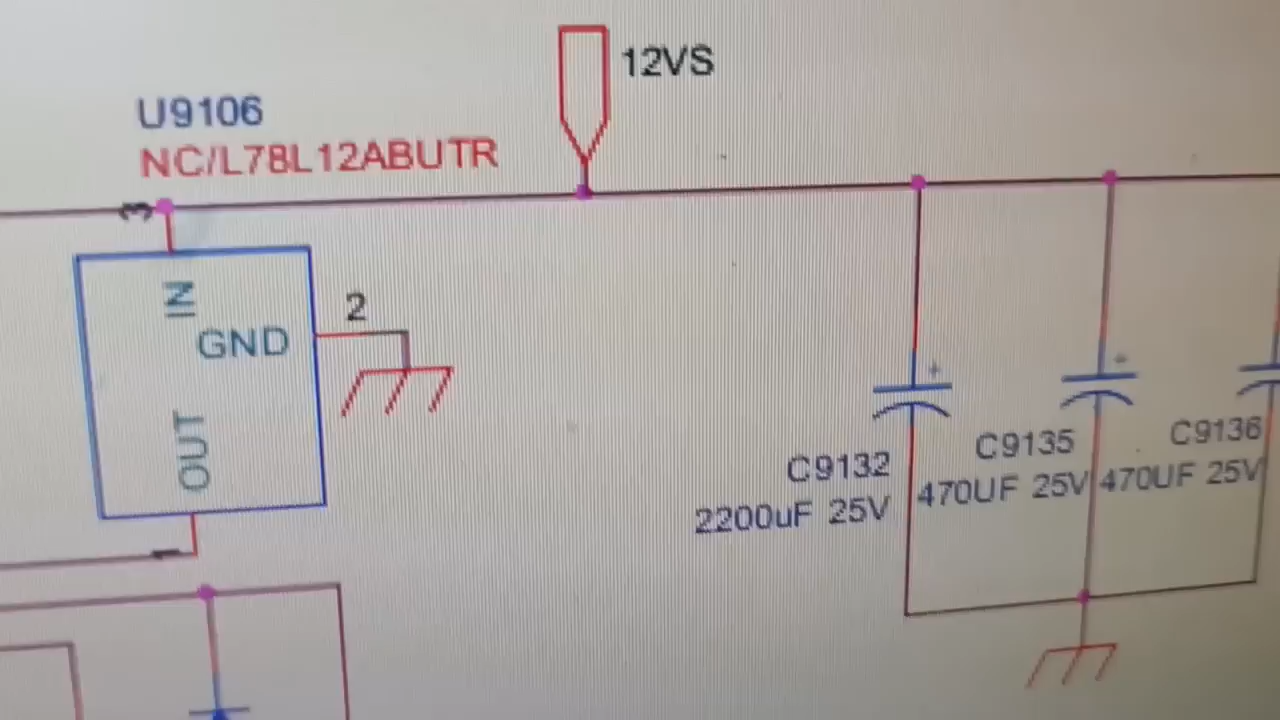 12VS
U9106
NC/L78L12ABUTR
3
IN
2
GND
OUT
1
+
+
C9132
2200uF 25V
C9135
470UF 25V
C9136
470UF 25V